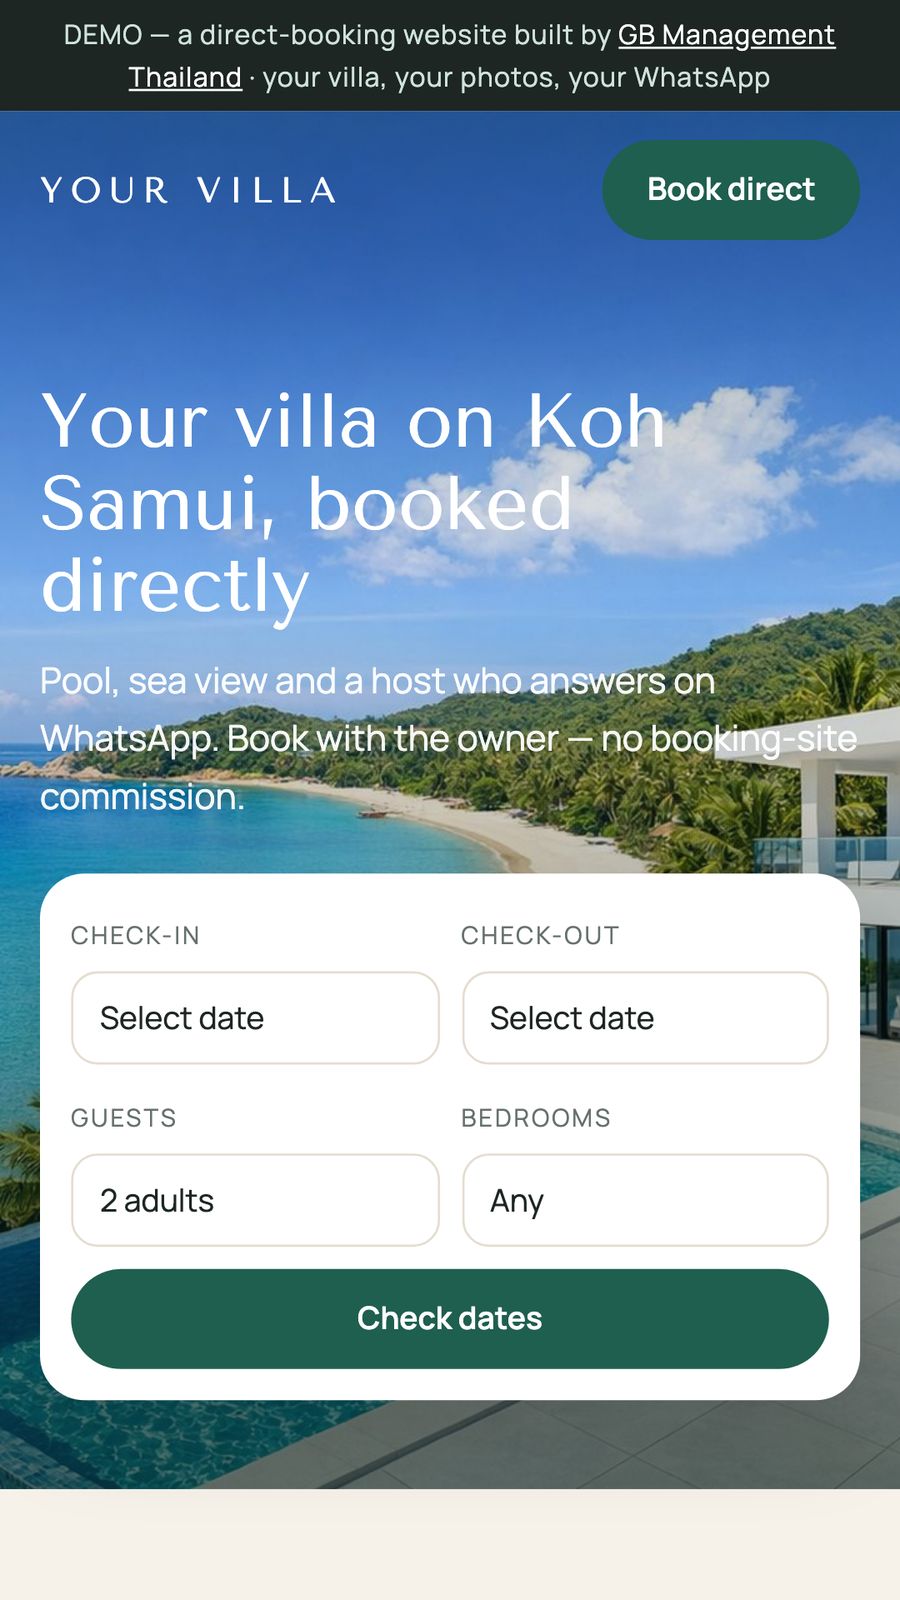 DEMO — a direct-booking website built by GB Management
Thailand · your villa, your photos, your WhatsApp
YOUR VILLA
Book direct
Your villa on Koh
Samui, booked
directly
Pool, sea view and a host who answers on
WhatsApp. Book with the owner — no booking-site
commission.
CHECK-IN
CHECK-OUT
Select date
Select date
GUESTS
BEDROOMS
2 adults
Any
Check dates